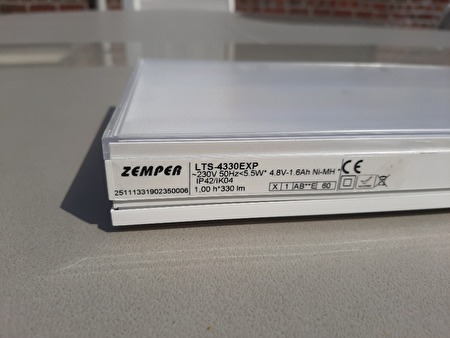 ZEMPER
LTS-4330EXP
~230V 50Hz<5.5W* 4.8V-1.6Ah Ni-MH
IP42/iK04
1.00 h*330 lm
25111331902350006
X 1 AB**E 60
CE